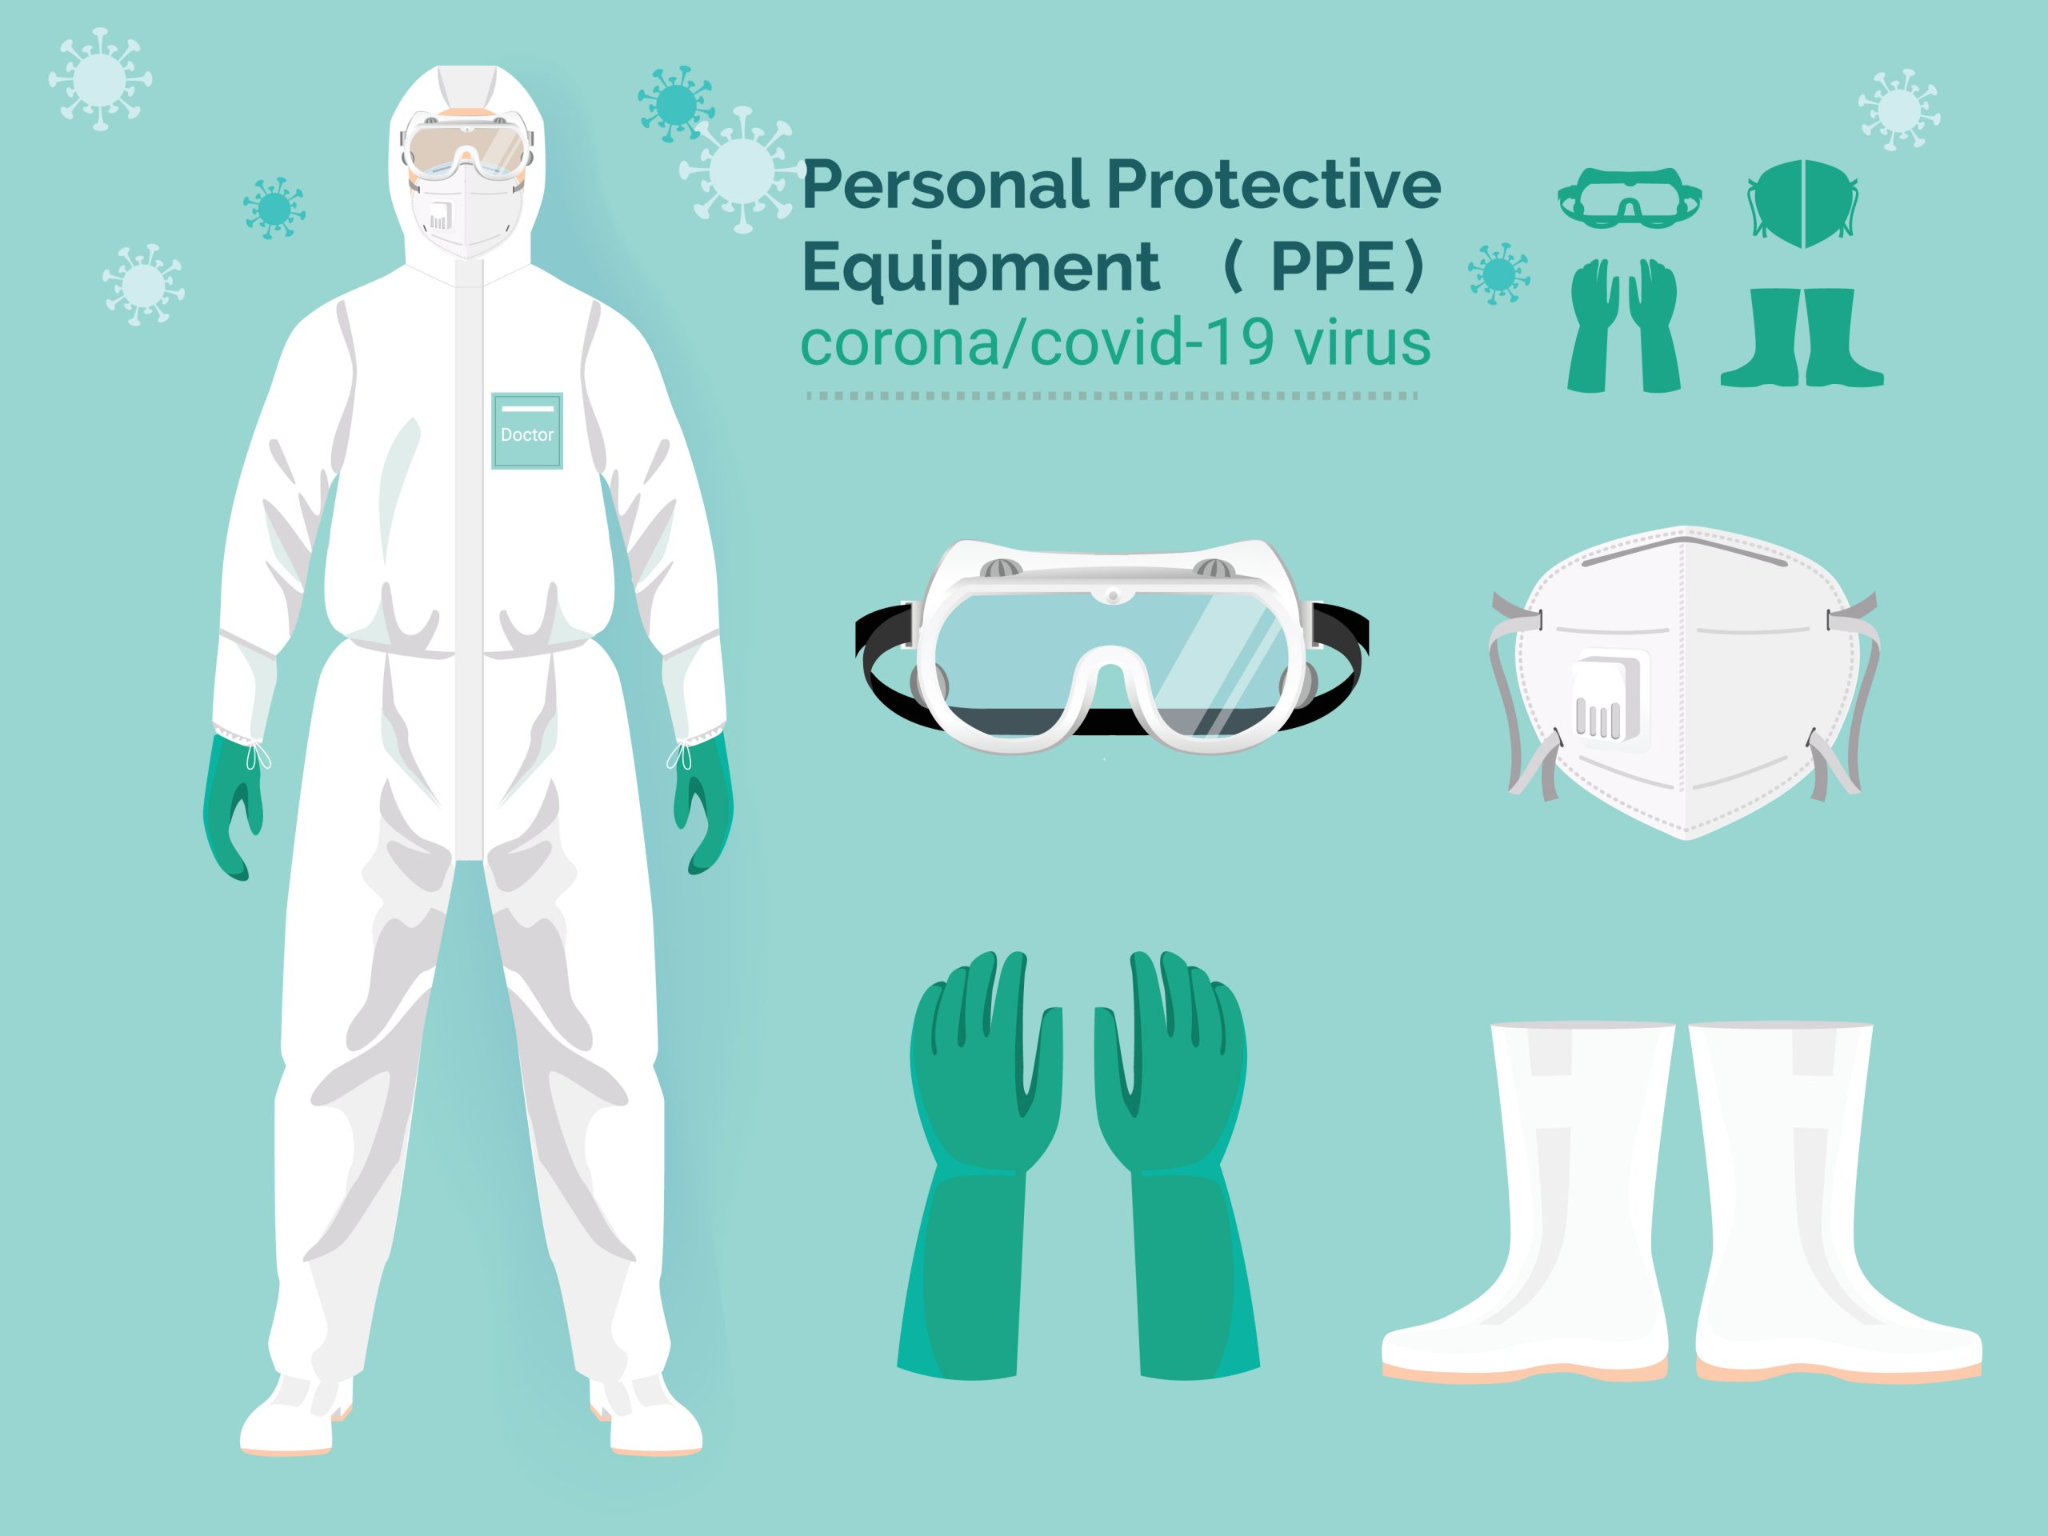 Personal Protective
Equipment ( PPE)
corona/covid-19 virus
Doctor